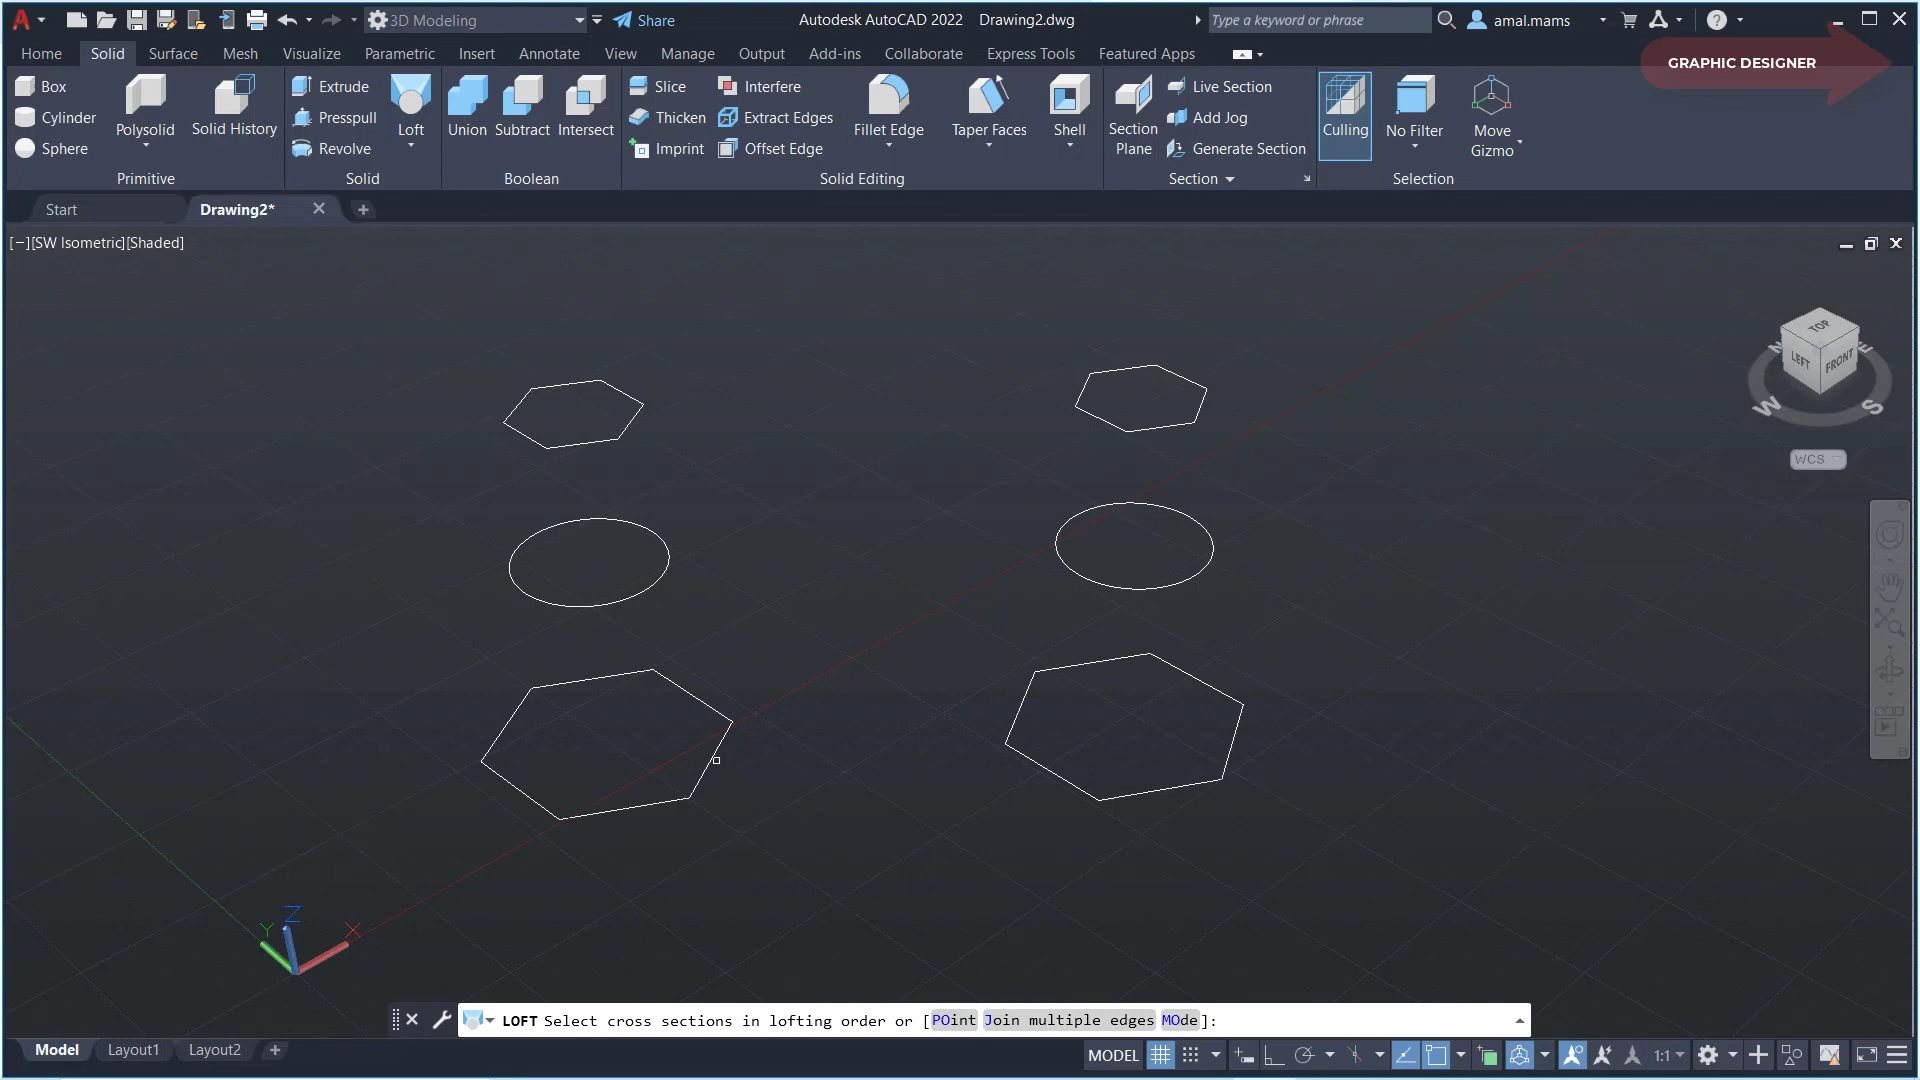 3D Modeling
Share
Autodesk AutoCAD 2022 Drawing2.dwg
Type a keyword or phrase
amal.mams
Home Solid Surface Mesh Visualize Parametric Insert Annotate View Manage Output Add-ins Collaborate Express Tools Featured Apps
GRAPHIC DESIGNER
Box
Cylinder
Sphere
Polysolid
Solid History
Primitive
Extrude
Presspull
Revolve
Loft
Solid
Union Subtract Intersect
Boolean
Slice
Thicken
Imprint
Interfere
Extract Edges
Offset Edge
Fillet Edge
Taper Faces
Shell
Solid Editing
Section
Plane
Live Section
Add Jog
Generate Section
Section
Culling
No Filter
Move
Gizmo
Selection
Start
Drawing2*
[−][SW Isometric][Shaded]
TOP
LEFT
FRONT
N
E
W
S
WCS
Y
Z
X
LOFT Select cross sections in lofting order or [POint Join multiple edges MOde]:
Model Layout1 Layout2
MODEL
1:1